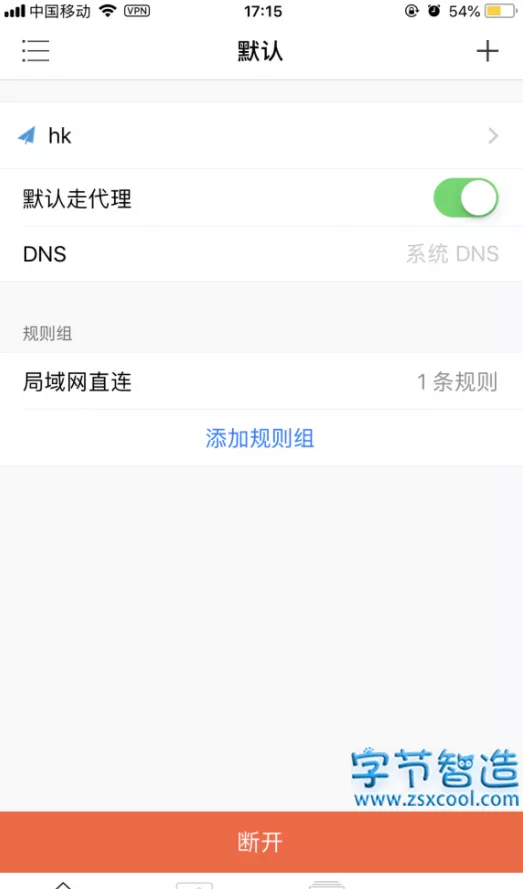 中国移动 VPN 17:15 54%
默认
hk
默认走代理
DNS 系统 DNS
规则组
局域网直连 1 条规则
添加规则组
字节智造
www.zsxcool.com
断开